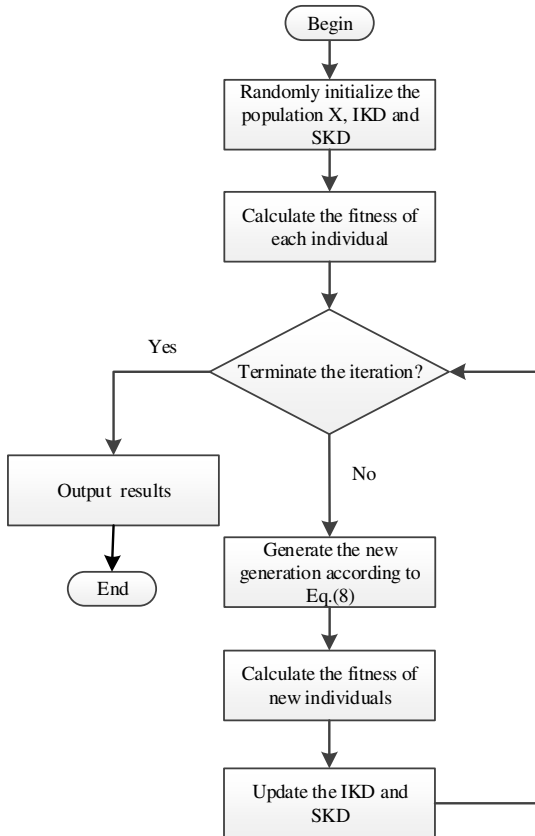 Begin
Randomly initialize the
population X, IKD and
SKD
Calculate the fitness of
each individual
Yes
Terminate the iteration?
Output results
No
End
Generate the new
generation according to
Eq.(8)
Calculate the fitness of
new individuals
Update the IKD and
SKD